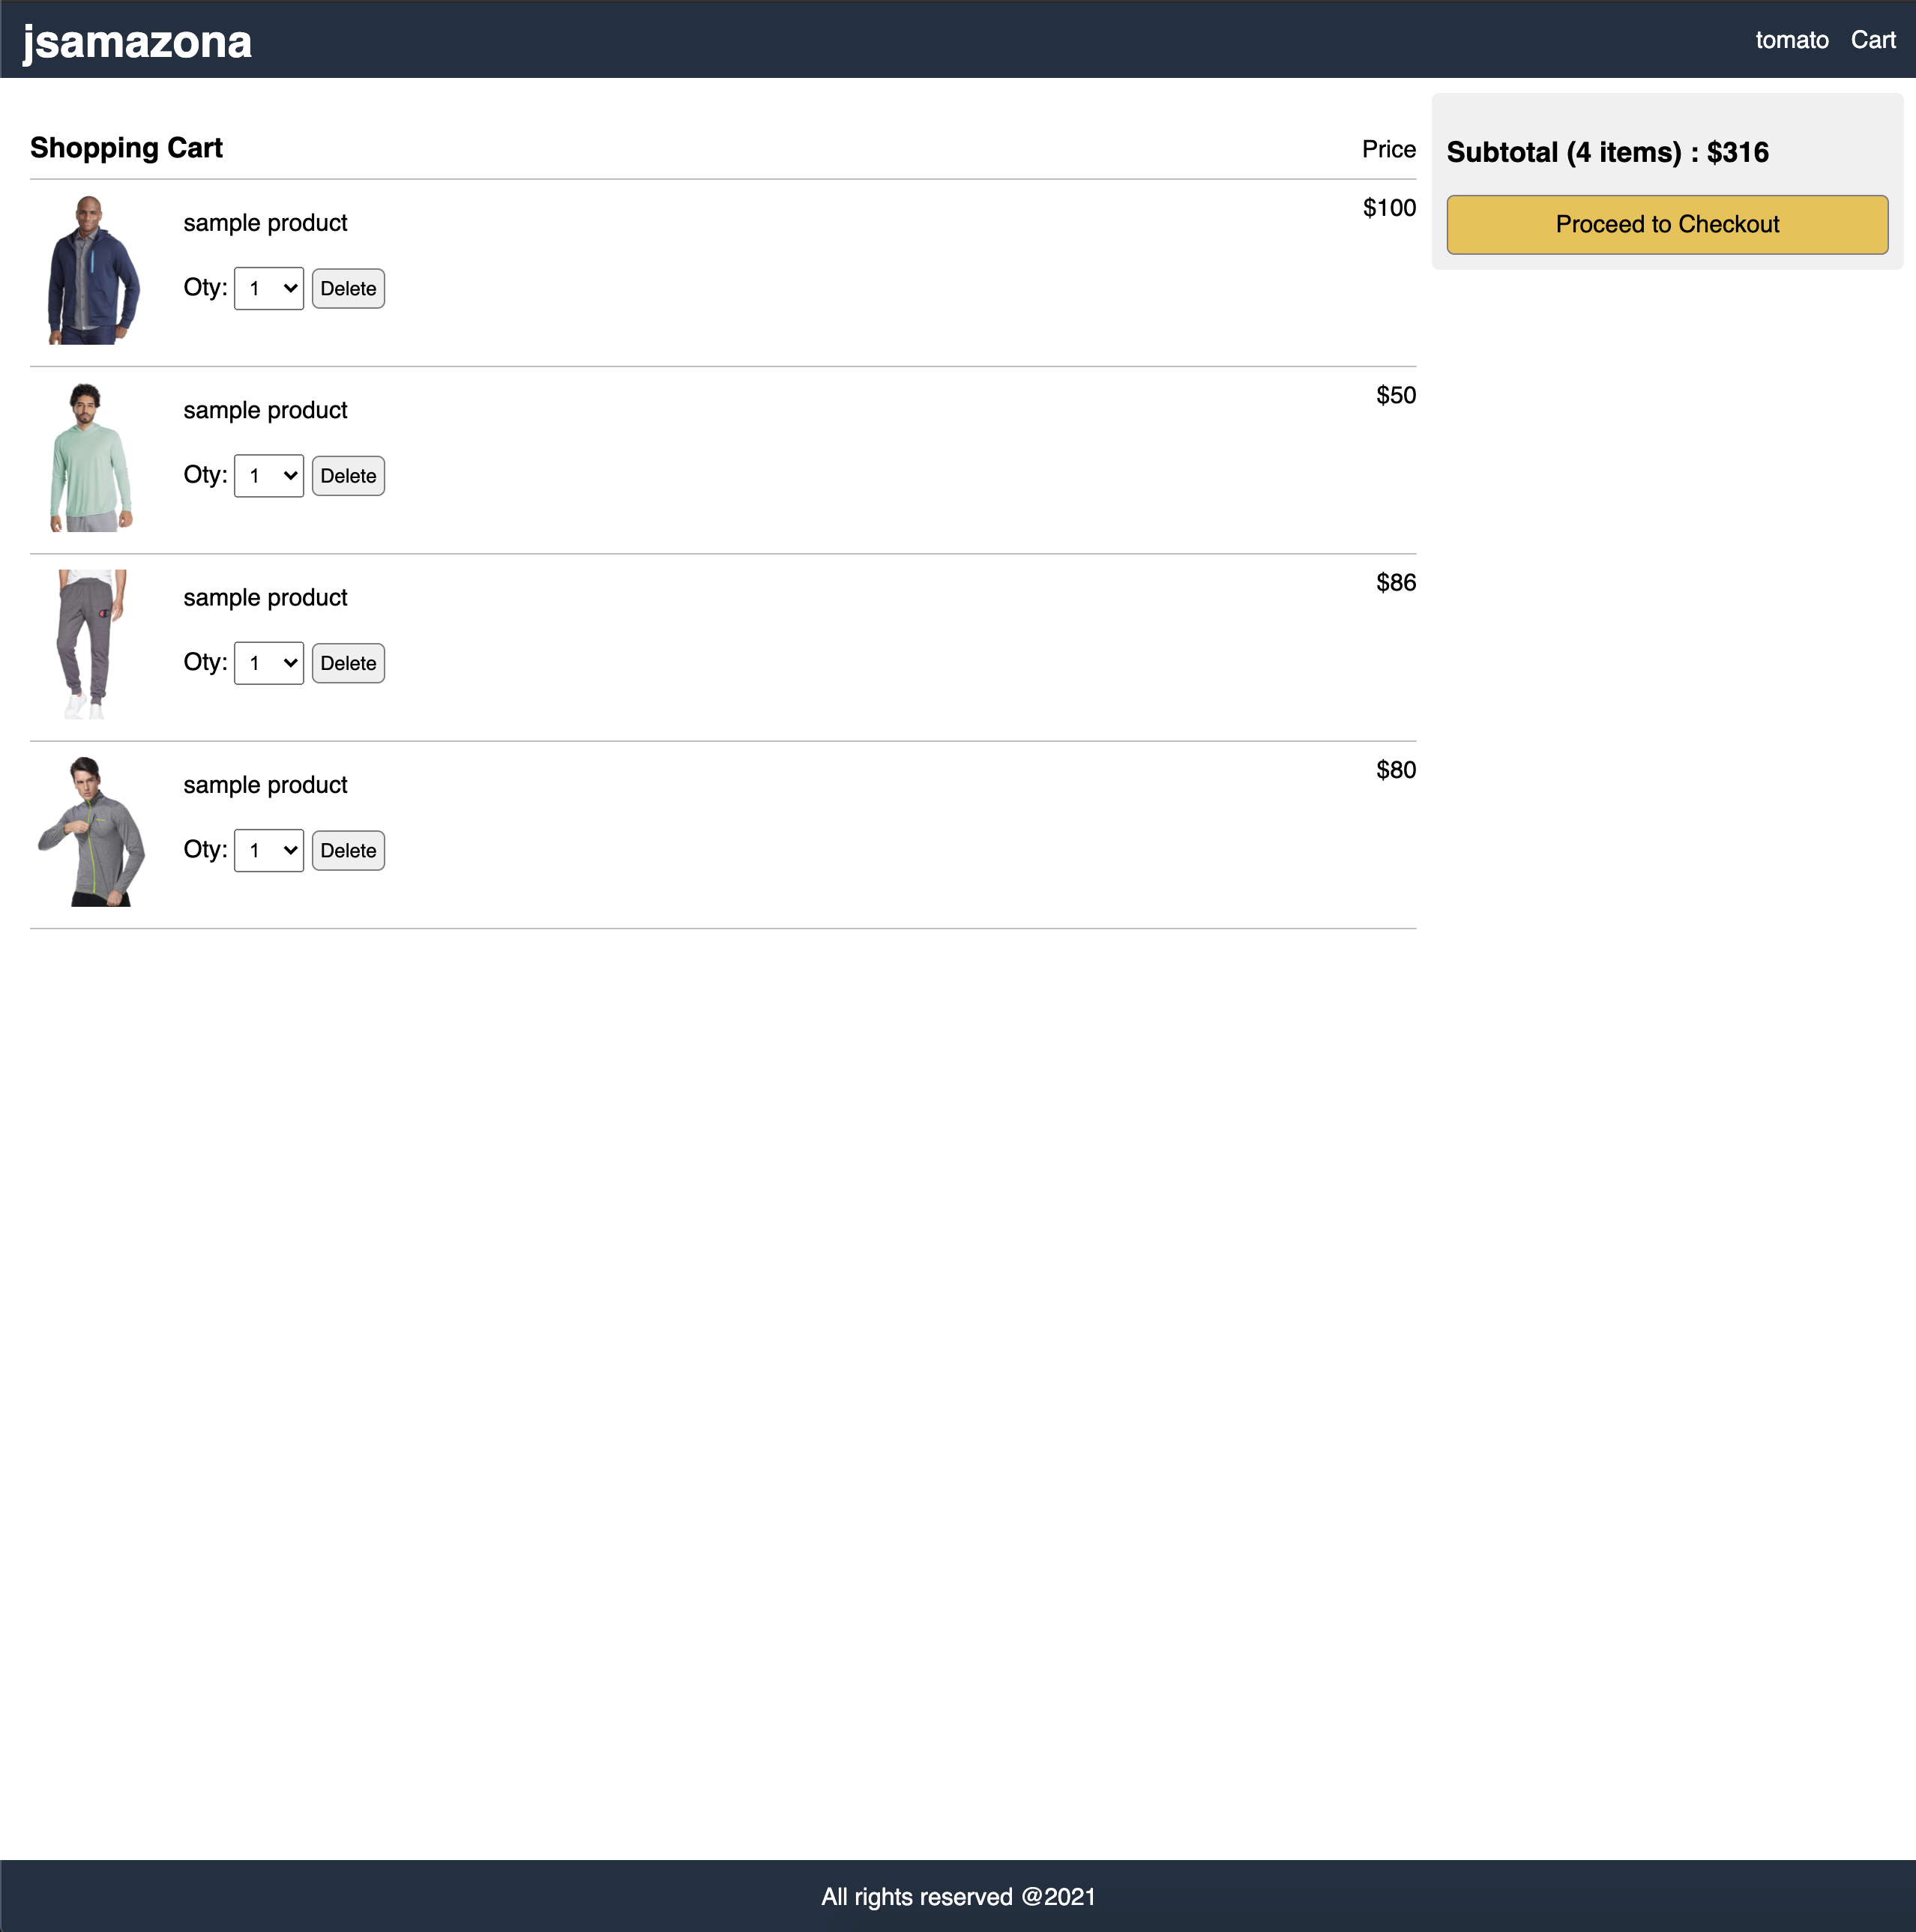 jsamazona
tomato Cart
Shopping Cart Price
sample product $100
Oty: 1 Delete
sample product $50
Oty: 1 Delete
sample product $86
Oty: 1 Delete
sample product $80
Oty: 1 Delete
Subtotal (4 items) : $316
Proceed to Checkout
All rights reserved @2021